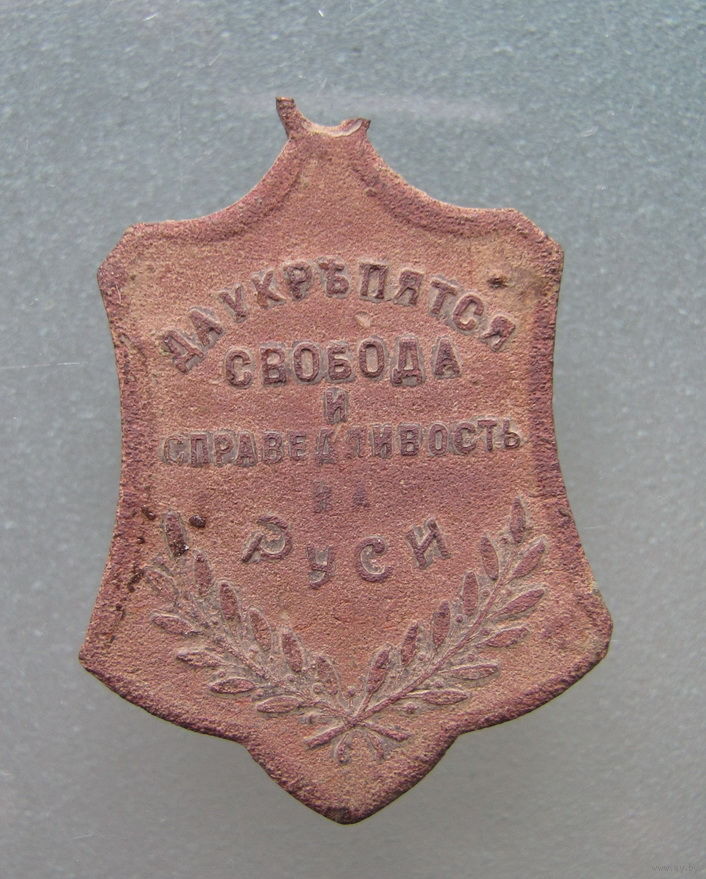 ДА УКРѢПЯТСЯ
СВОБОДА
И
СПРАВЕДЛИВОСТЬ
НА
РУСИ